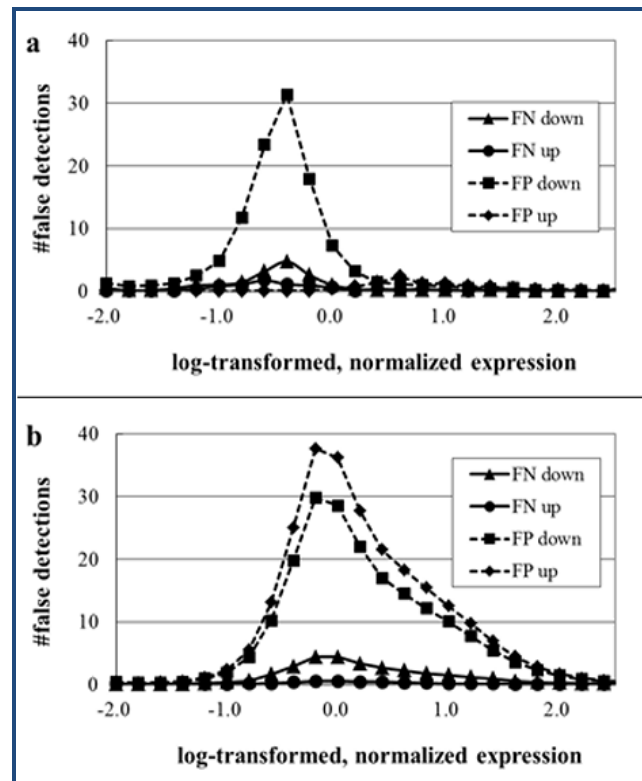 a
40
30
20
10
0
#false detections
FN down
FN up
FP down
FP up
-2.0 -1.0 0.0 1.0 2.0
log-transformed, normalized expression
b
40
30
20
10
0
#false detections
FN down
FN up
FP down
FP up
-2.0 -1.0 0.0 1.0 2.0
log-transformed, normalized expression